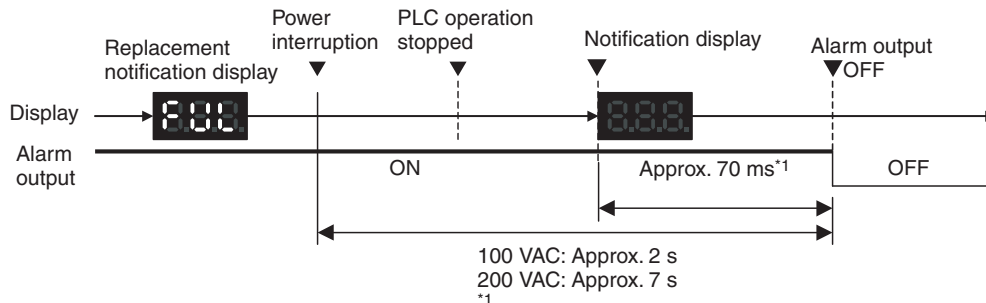 Power
interruption
PLC operation
stopped
Replacement
notification display
Notification display
Alarm output
OFF
Display
FUL
8.8.8.
Alarm
output
ON
Approx. 70 ms*1
OFF
100 VAC: Approx. 2 s
200 VAC: Approx. 7 s
*1